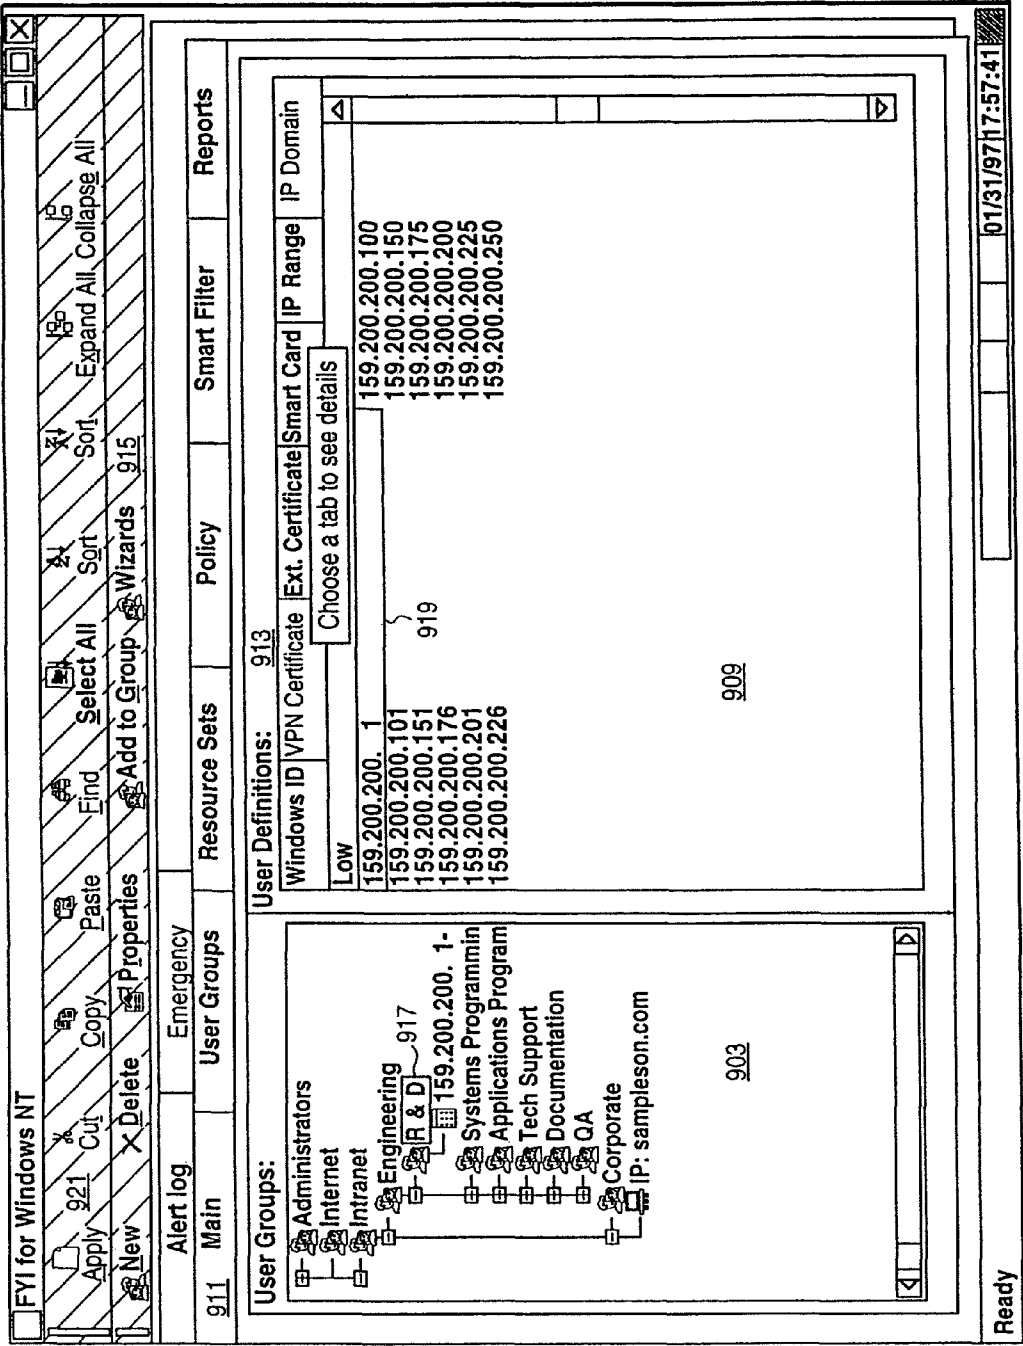 FYI for Windows NT
Apply 921 Cut Copy Paste Find Select All Sort Sort Expand All Collapse All
New Delete Properties Add to Group Wizards 915
Alert log Emergency
911 Main User Groups Resource Sets Policy Smart Filter Reports
User Groups:
Administrators
Internet
Intranet
Engineering
R & D 917
159.200.200. 1-
Systems Programmin
Applications Program
Tech Support
Documentation
QA
Corporate
IP: sampleson.com
903
User Definitions: 913
Windows ID VPN Certificate Ext. Certificate Smart Card IP Range IP Domain
Choose a tab to see details
Low
159.200.200. 1 159.200.200.100
159.200.200.101 159.200.200.150
159.200.200.151 159.200.200.175
159.200.200.176 159.200.200.200
159.200.200.201 159.200.200.225
159.200.200.226 159.200.200.250
919
909
Ready 01/31/97 17:57:41